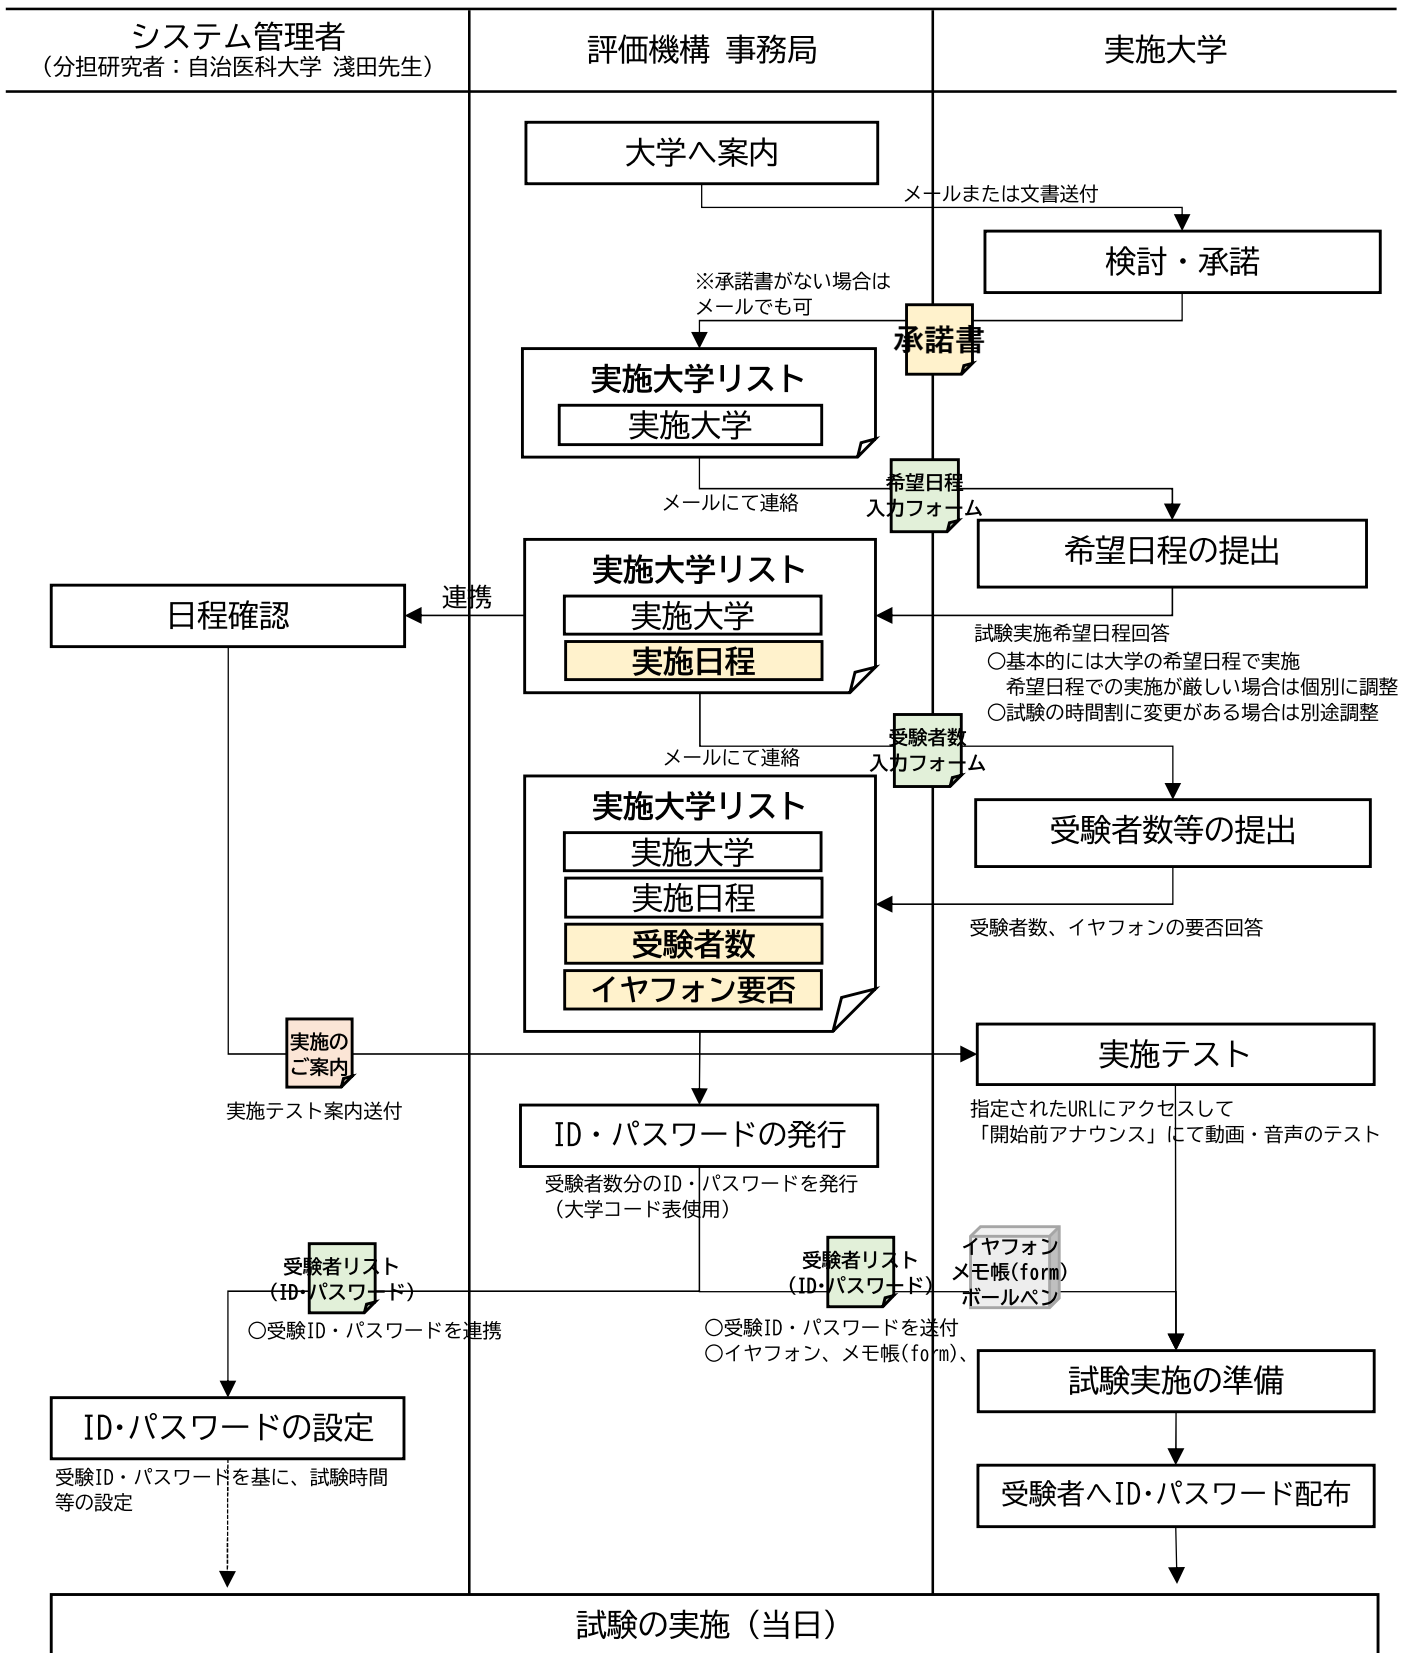 システム管理者
（分担研究者：自治医科大学 淺田先生）
評価機構 事務局
実施大学
大学へ案内
メールまたは文書送付
検討・承諾
※承諾書がない場合は
メールでも可
承諾書
実施大学リスト
実施大学
メールにて連絡
希望日程
入力フォーム
希望日程の提出
実施大学リスト
実施大学
実施日程
連携
日程確認
試験実施希望日程回答
○基本的には大学の希望日程で実施
希望日程での実施が厳しい場合は個別に調整
○試験の時間割に変更がある場合は別途調整
メールにて連絡
受験者数
入力フォーム
受験者数等の提出
実施大学リスト
実施大学
実施日程
受験者数
イヤフォン要否
受験者数、イヤフォンの要否回答
実施の
ご案内
実施テスト案内送付
実施テスト
指定されたURLにアクセスして
「開始前アナウンス」にて動画・音声のテスト
ID・パスワードの発行
受験者数分のID・パスワードを発行
（大学コード表使用）
受験者リスト
（ID・パスワード）
○受験ID・パスワードを連携
受験者リスト
（ID・パスワード）
イヤフォン
メモ帳(form)
ボールペン
○受験ID・パスワードを送付
○イヤフォン、メモ帳(form)、
試験実施の準備
ID・パスワードの設定
受験ID・パスワードを基に、試験時間
等の設定
受験者へID・パスワード配布
試験の実施（当日）